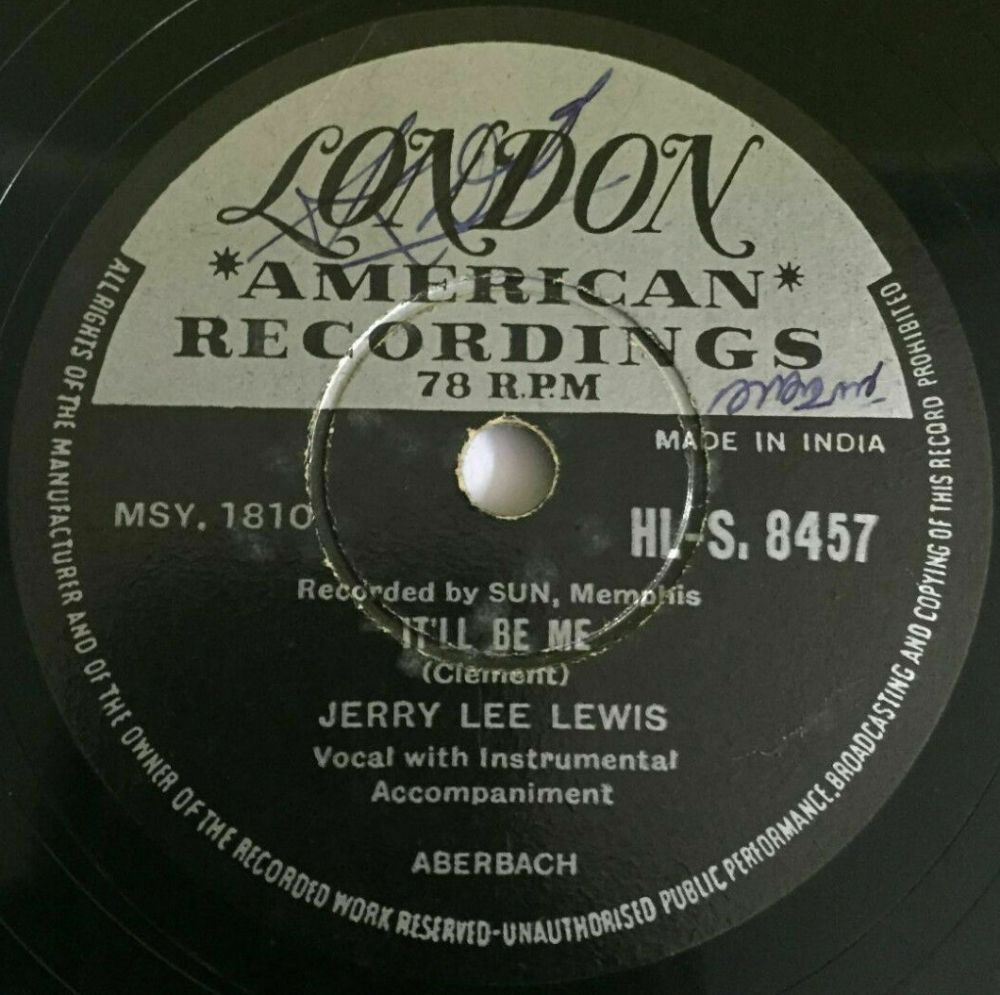 LONDON
*AMERICAN*
RECORDINGS
78 R.P.M
MADE IN INDIA
MSY. 1810
HL-S. 8457
Recorded by SUN, Memphis
IT'LL BE ME
(Clement)
JERRY LEE LEWIS
Vocal with Instrumental
Accompaniment
ABERBACH
ALL RIGHTS OF THE MANUFACTURER AND OF THE OWNER OF THE RECORDED WORK RESERVED-UNAUTHORISED PUBLIC PERFORMANCE, BROADCASTING AND COPYING OF THIS RECORD PROHIBITED